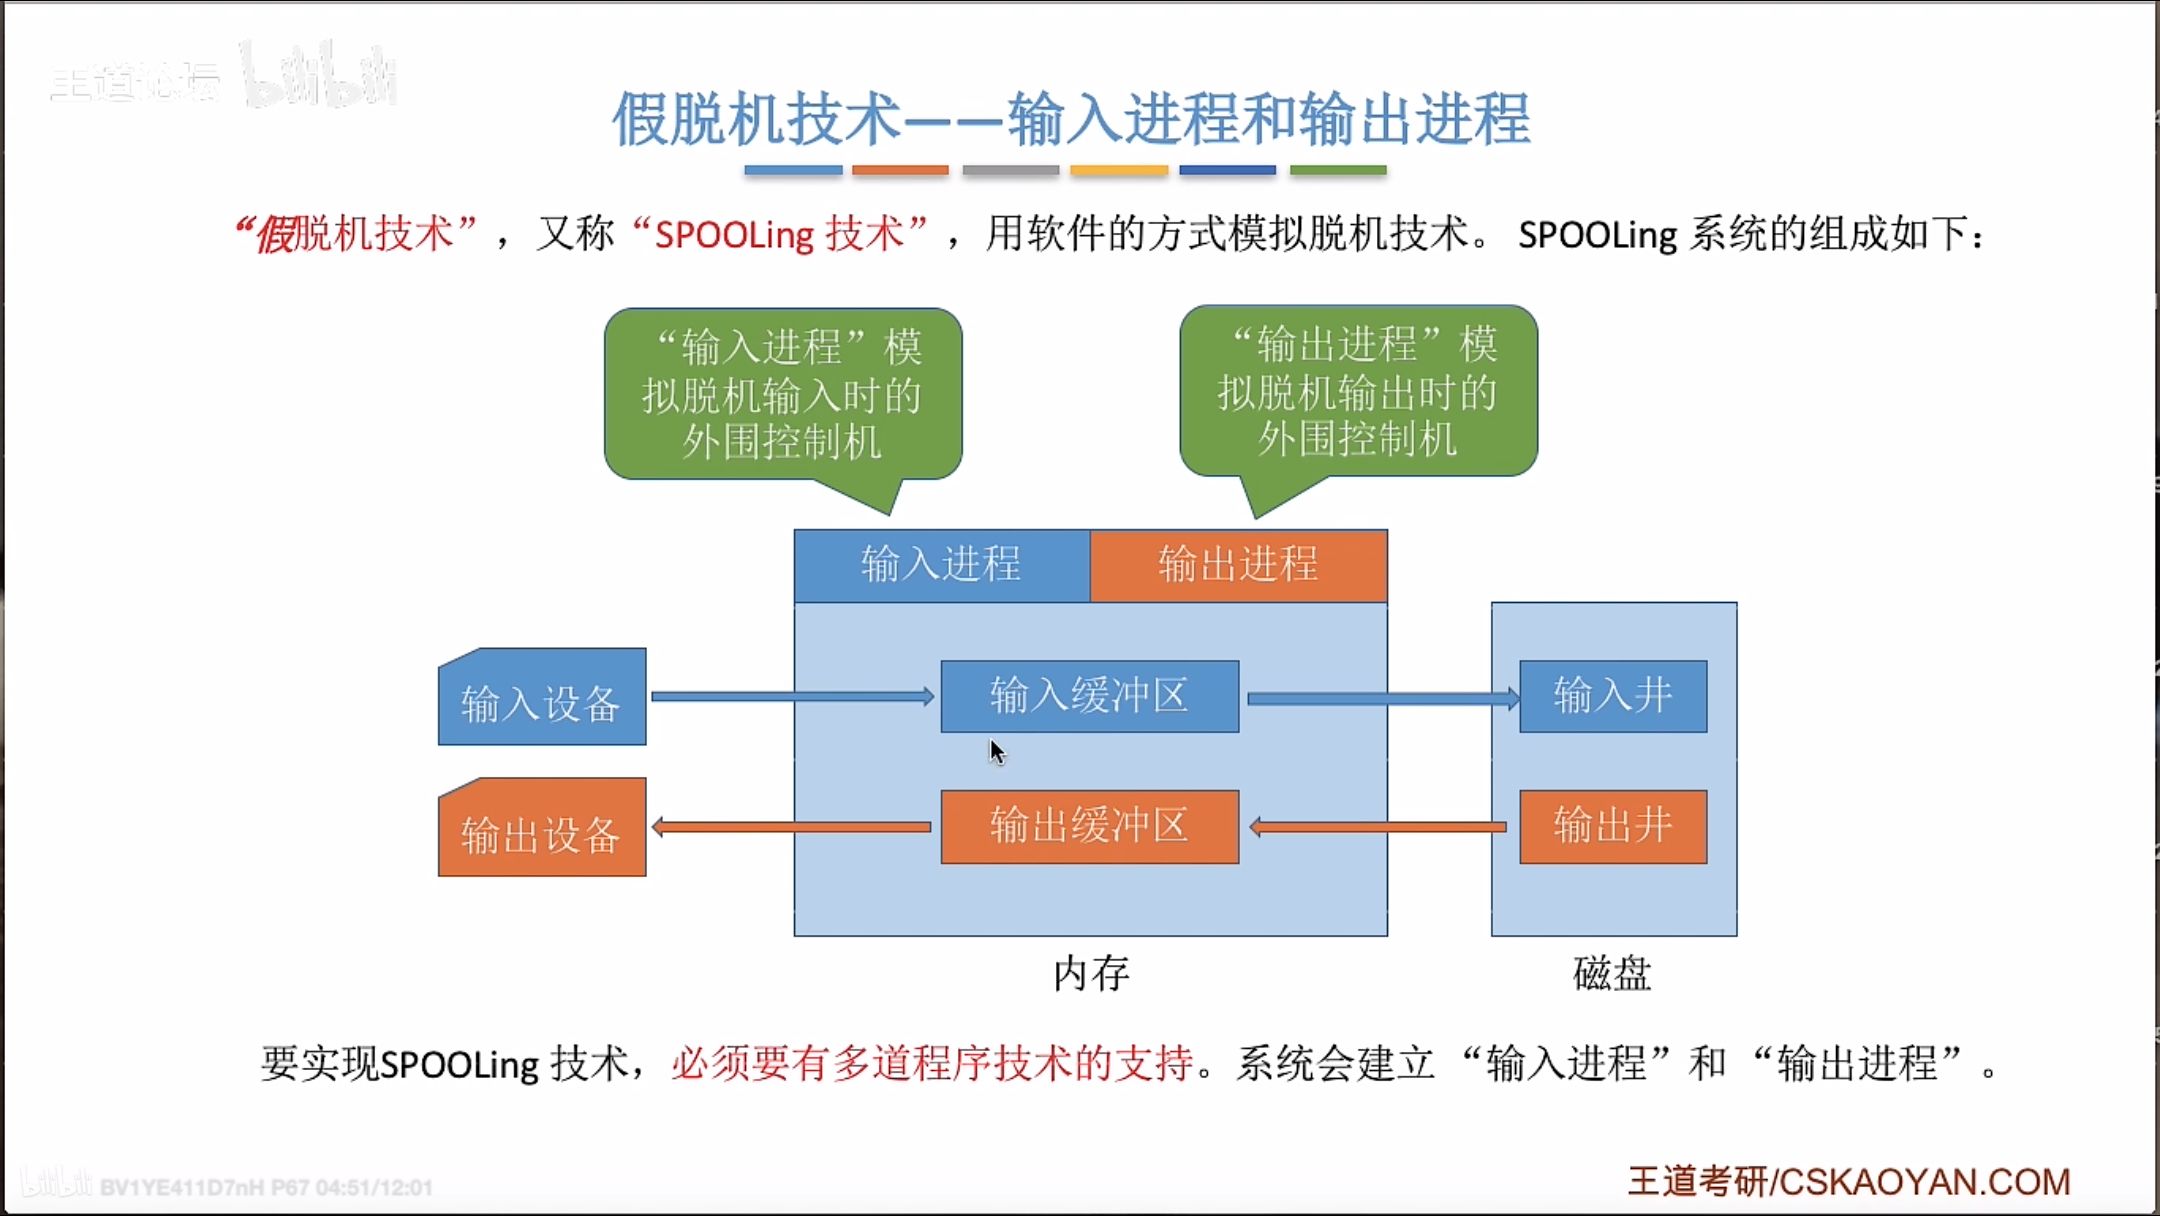 王道论坛 bilibili
假脱机技术——输入进程和输出进程
“假脱机技术”，又称“SPOOLing 技术”，用软件的方式模拟脱机技术。 SPOOLing 系统的组成如下：
“输入进程”模
拟脱机输入时的
外围控制机
“输出进程”模
拟脱机输出时的
外围控制机
输入进程
输出进程
输入设备
输入缓冲区
输入井
输出设备
输出缓冲区
输出井
内存
磁盘
要实现SPOOLing 技术，必须要有多道程序技术的支持。系统会建立 “输入进程”和 “输出进程”。
bilibili BV1YE411D7nH P67 04:51/12:01
王道考研/CSKAOYAN.COM